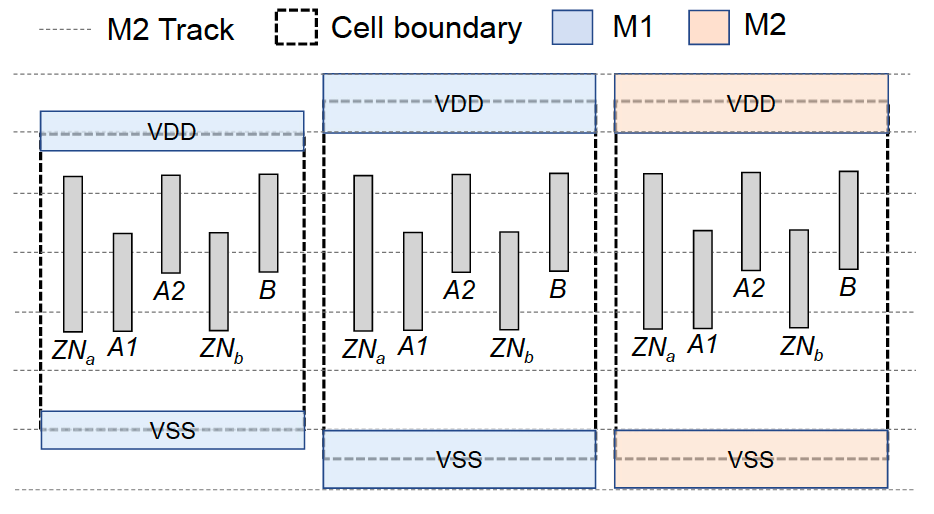 M2 Track Cell boundary M1 M2
VDD VDD VDD
A2 B A2 B A2 B
ZNa A1 ZNb ZNa A1 ZNb ZNa A1 ZNb
VSS VSS VSS